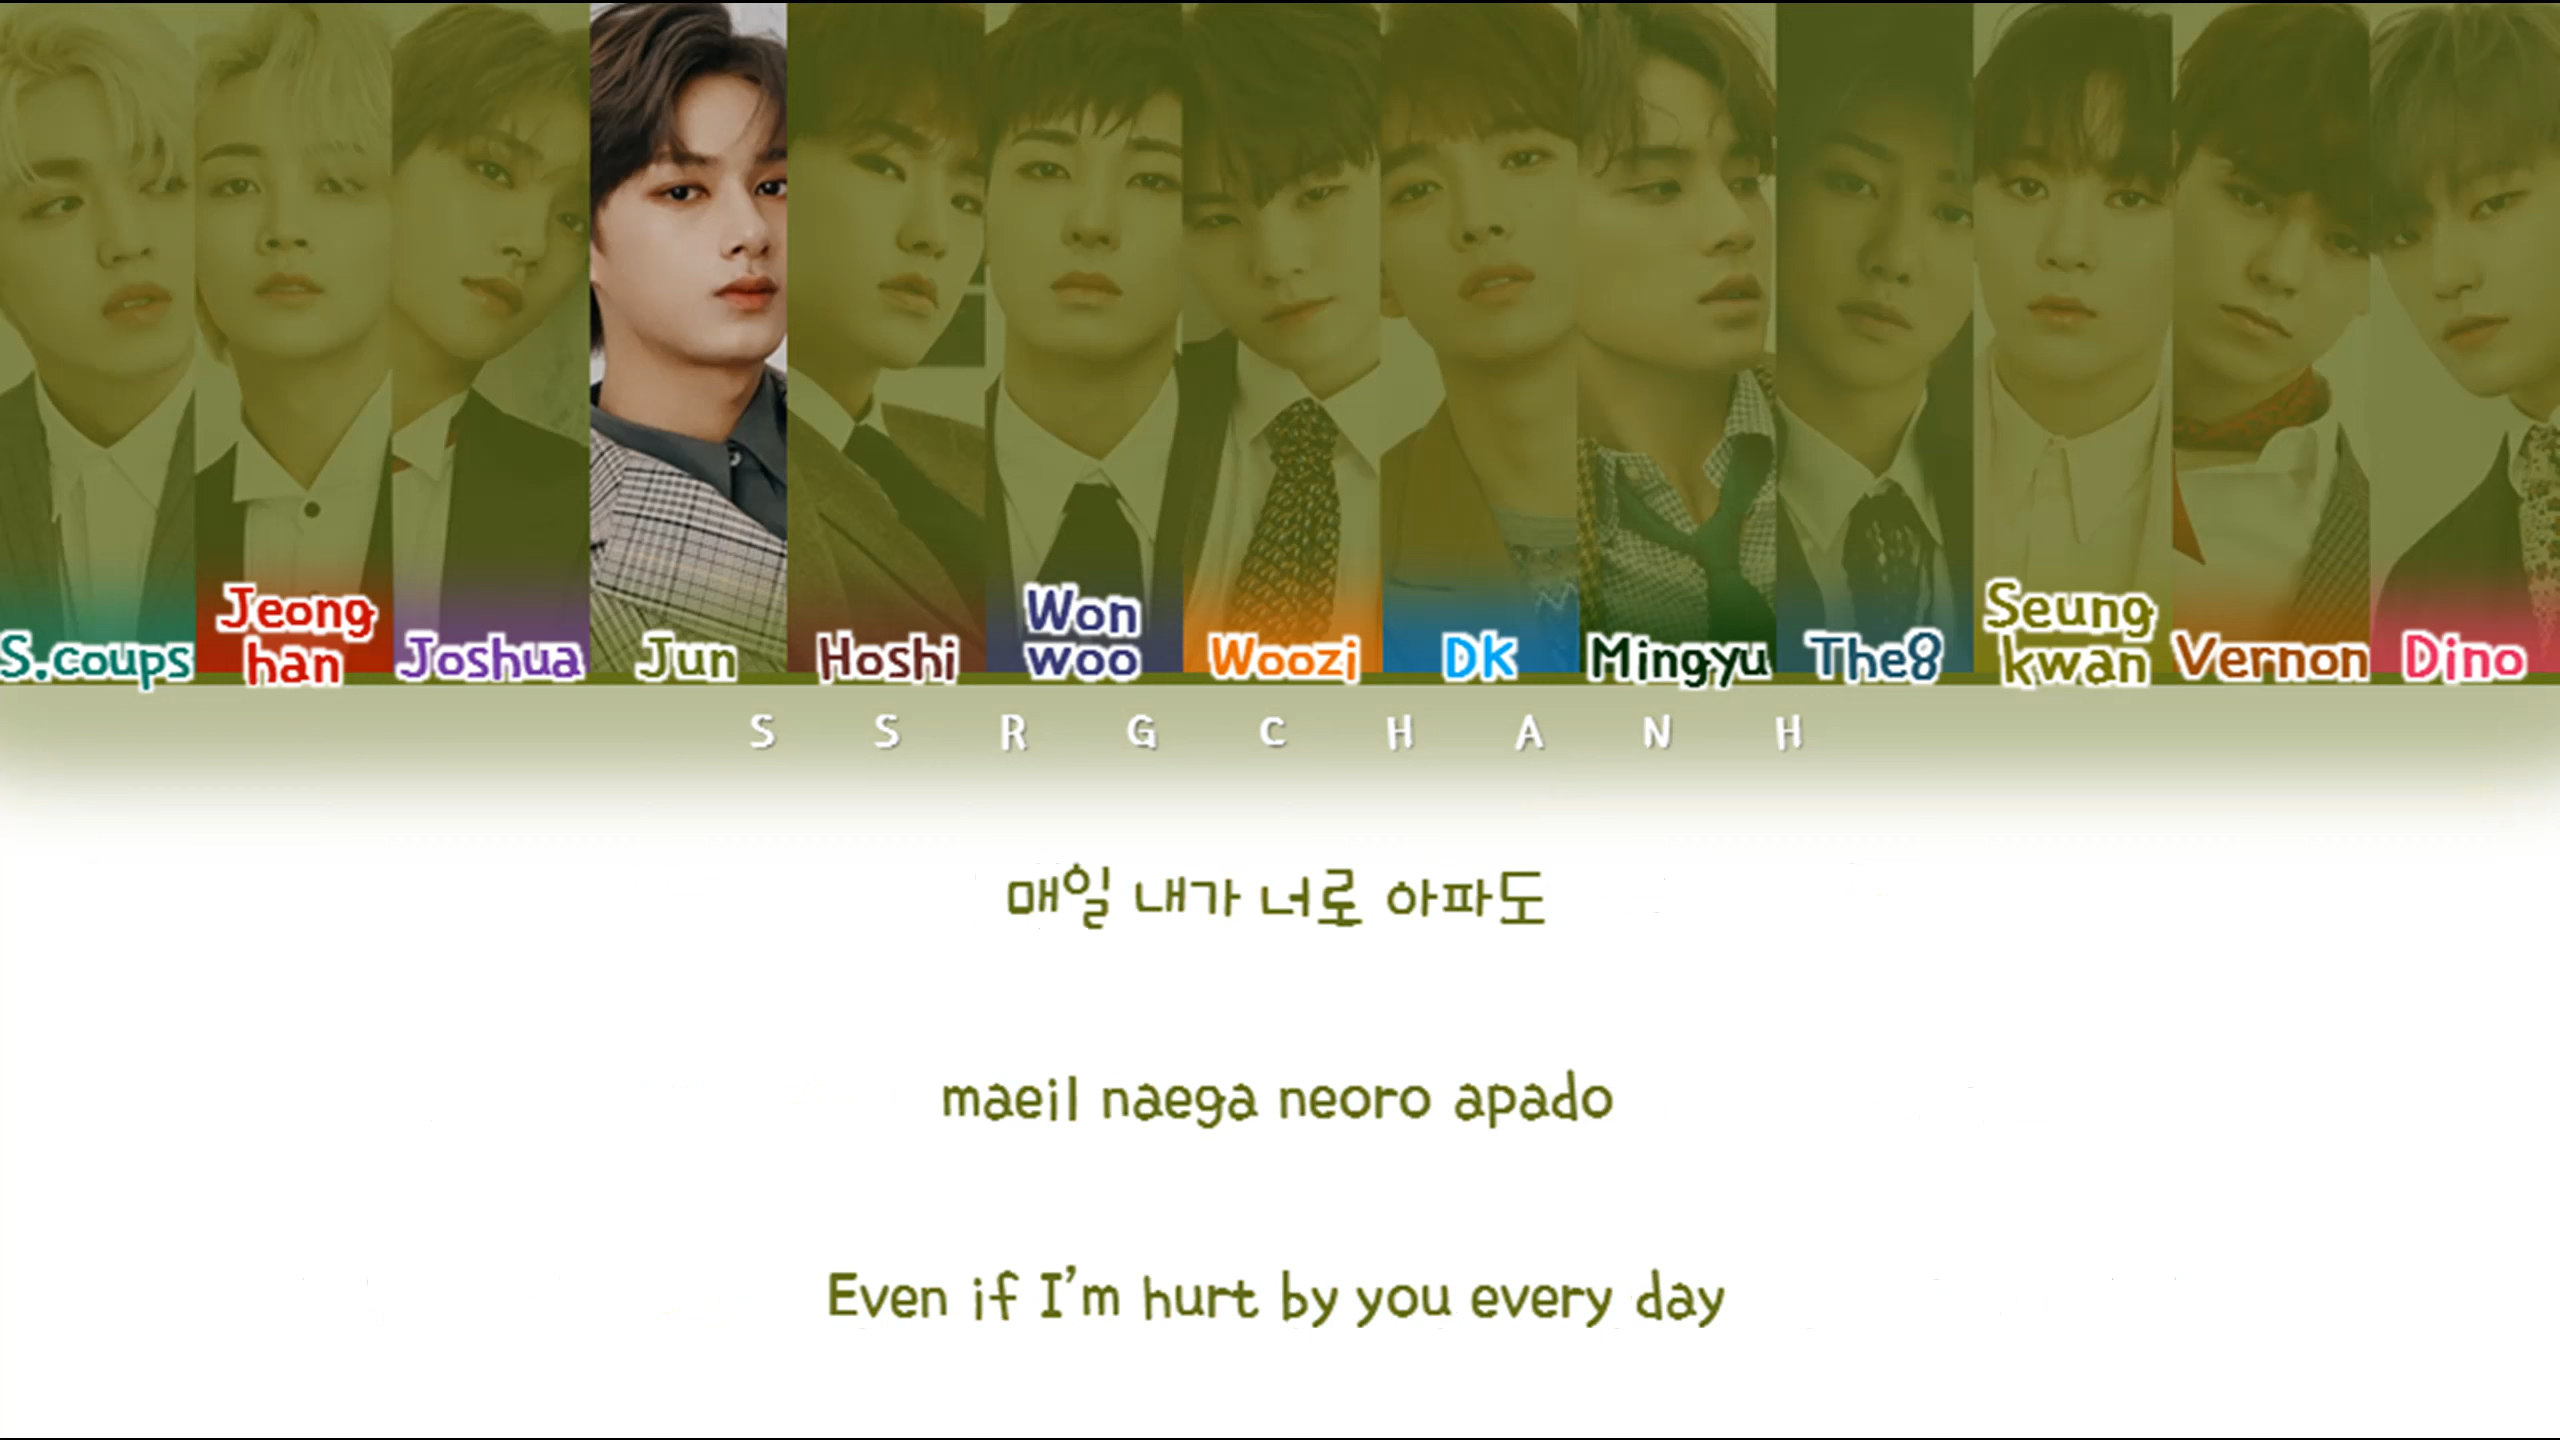 S.coups Jeong han Joshua Jun Hoshi Won woo Woozi DK Mingyu The8 Seung kwan Vernon Dino
S S R G C H A N H
매일 내가 너로 아파도
maeil naega neoro apado
Even if I'm hurt by you every day